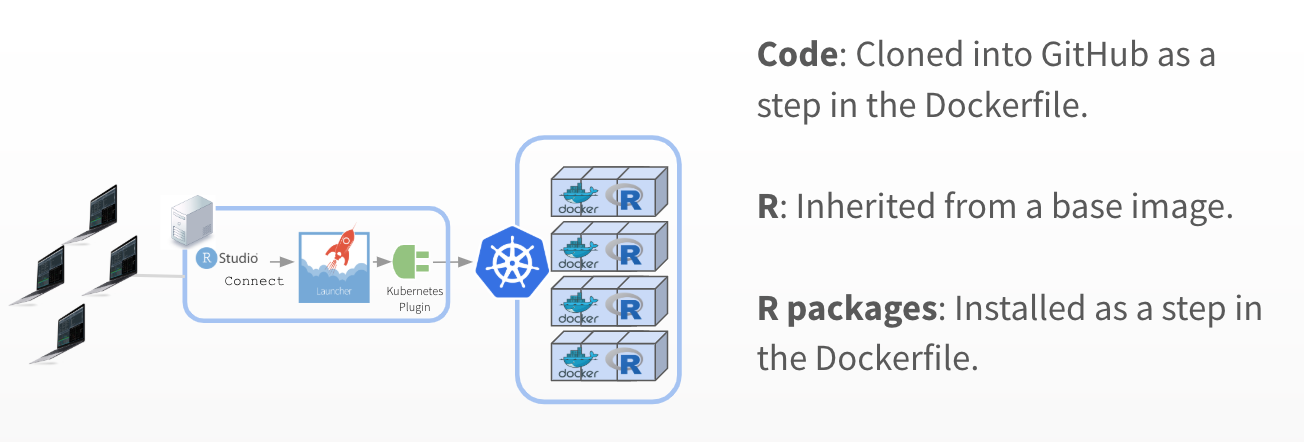 Code: Cloned into GitHub as a
step in the Dockerfile.
R: Inherited from a base image.
R packages: Installed as a step in
the Dockerfile.
R Studio
Connect
Launcher
Kubernetes
Plugin
docker R
docker R
docker R
docker R